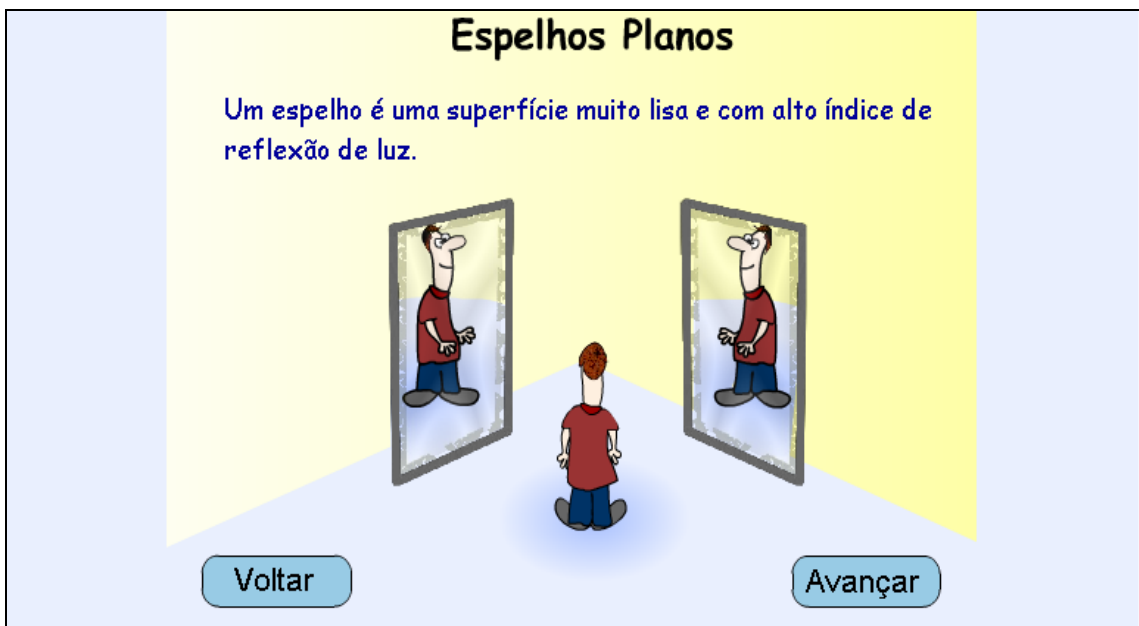 Espelhos Planos
Um espelho é uma superfície muito lisa e com alto índice de
reflexão de luz.
Voltar
Avançar